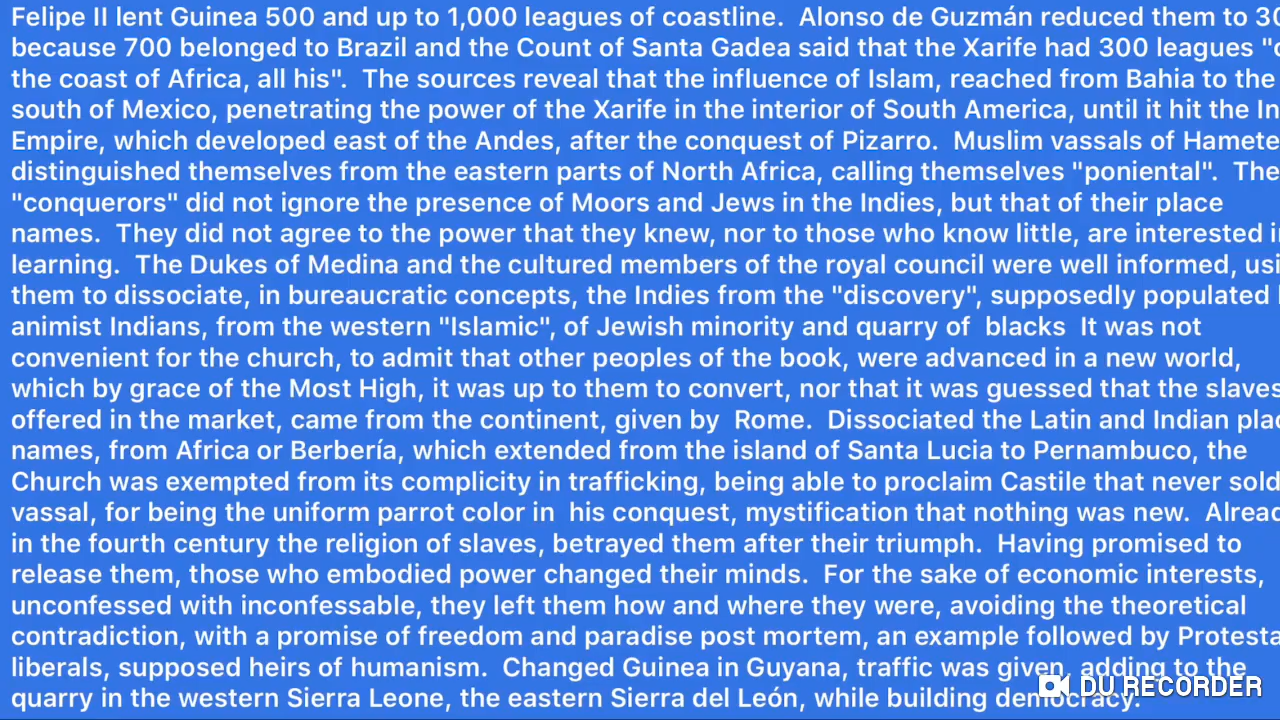 Felipe II lent Guinea 500 and up to 1,000 leagues of coastline.  Alonso de Guzmán reduced them to
because 700 belonged to Brazil and the Count of Santa Gadea said that the Xarife had 300 leagues
the coast of Africa, all his".  The sources reveal that the influence of Islam, reached from Bahia to the
south of Mexico, penetrating the power of the Xarife in the interior of South America, until it hit the
Empire, which developed east of the Andes, after the conquest of Pizarro.  Muslim vassals of Hamete
distinguished themselves from the eastern parts of North Africa, calling themselves "poniental".  The
"conquerors" did not ignore the presence of Moors and Jews in the Indies, but that of their place
names.  They did not agree to the power that they knew, nor to those who know little, are interested
learning.  The Dukes of Medina and the cultured members of the royal council were well informed,
them to dissociate, in bureaucratic concepts, the Indies from the "discovery", supposedly populated
animist Indians, from the western "Islamic", of Jewish minority and quarry of  blacks  It was not
convenient for the church, to admit that other peoples of the book, were advanced in a new world,
which by grace of the Most High, it was up to them to convert, nor that it was guessed that the slaves
offered in the market, came from the continent, given by  Rome.  Dissociated the Latin and Indian
names, from Africa or Berbería, which extended from the island of Santa Lucia to Pernambuco, the
Church was exempted from its complicity in trafficking, being able to proclaim Castile that never sold
vassal, for being the uniform parrot color in  his conquest, mystification that nothing was new.
in the fourth century the religion of slaves, betrayed them after their triumph.  Having promised to
release them, those who embodied power changed their minds.  For the sake of economic interests,
unconfessed with inconfessable, they left them how and where they were, avoiding the theoretical
contradiction, with a promise of freedom and paradise post mortem, an example followed by
liberals, supposed heirs of humanism.  Changed Guinea in Guyana, traffic was given, adding to the
quarry in the western Sierra Leone, the eastern Sierra del León, while building democracy.
DU RECORDER